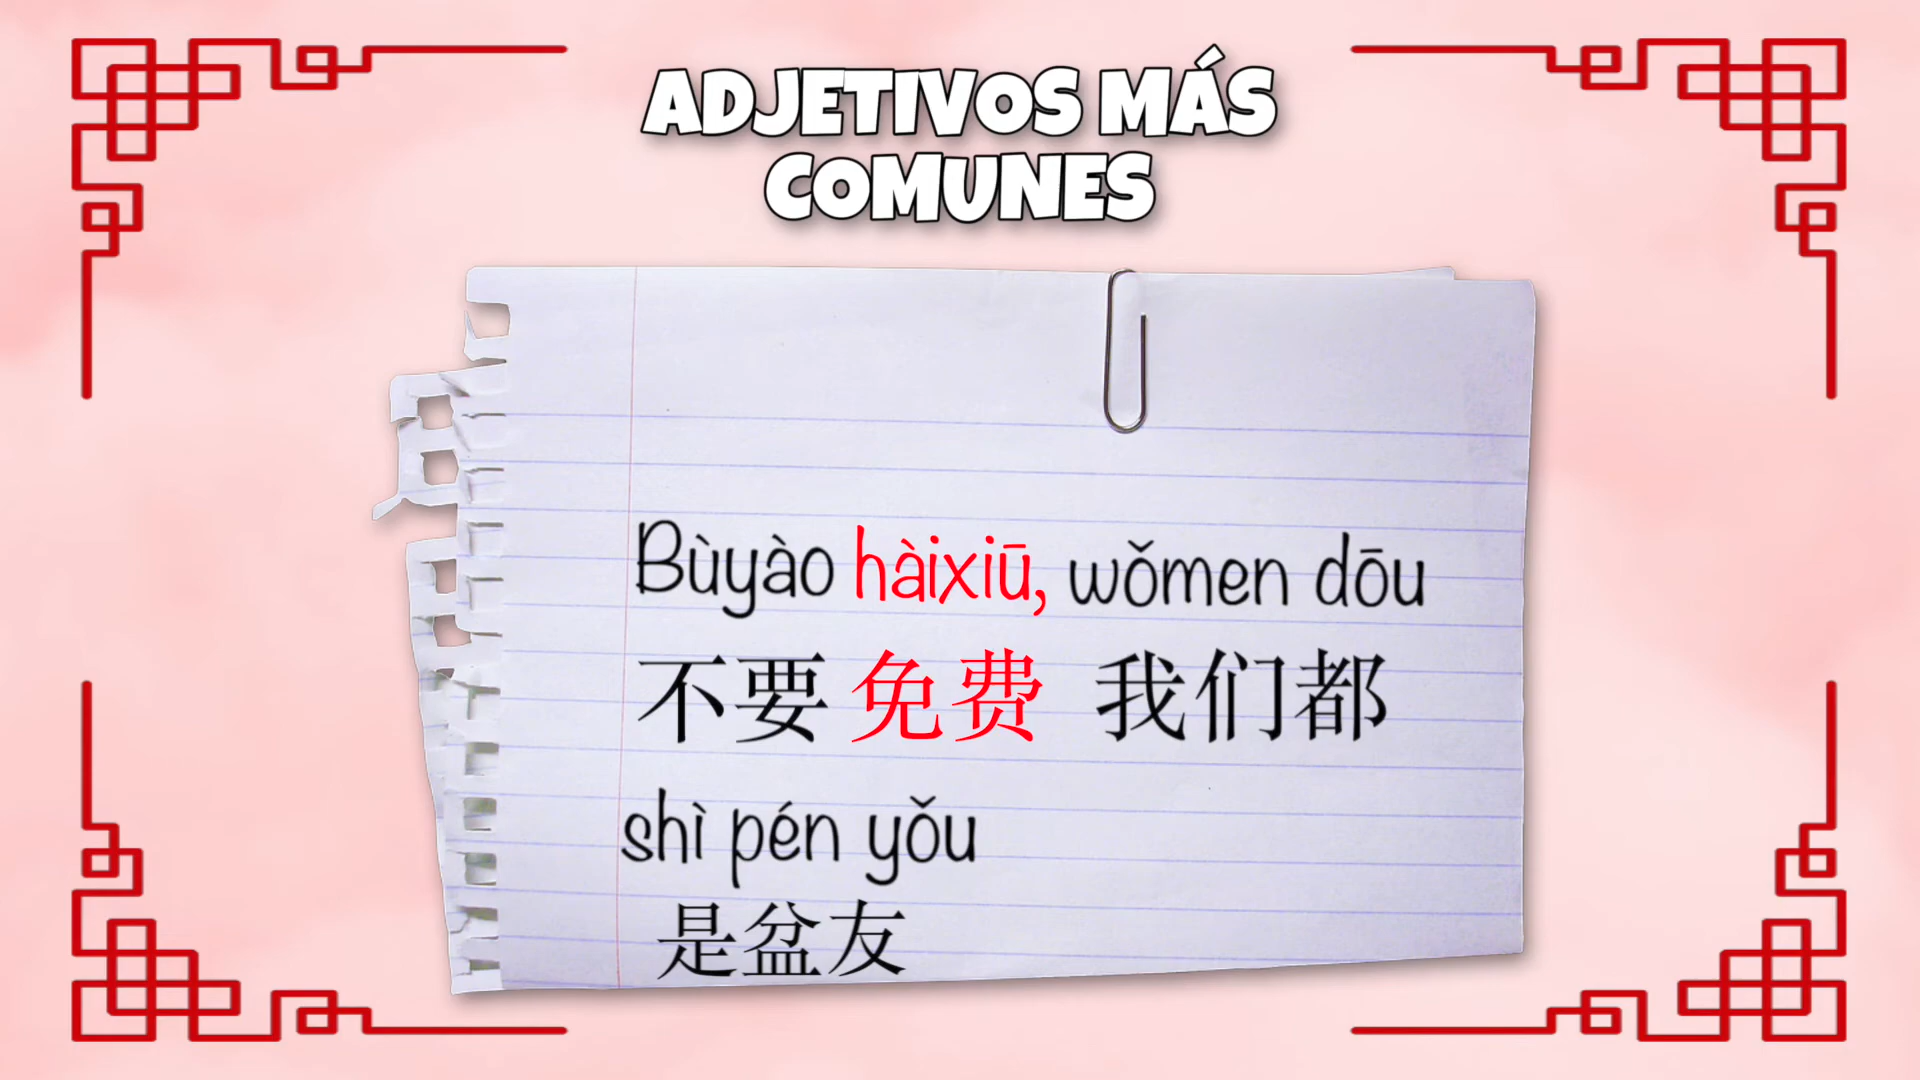 ADJETIVOS MÁS
COMUNES
Bùyào hàixiū, wǒmen dōu
不要 免费 我们都
shì pén yǒu
是盆友